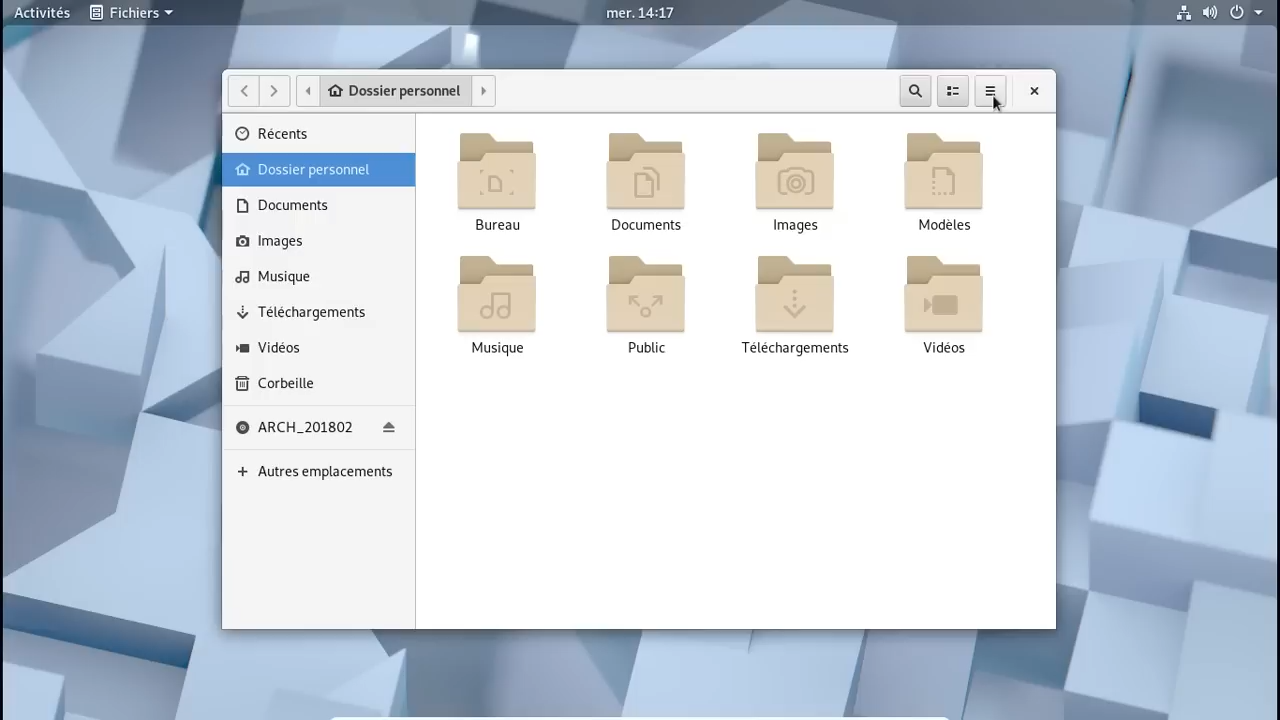 Activités
Fichiers
mer. 14:17
Dossier personnel
Récents
Dossier personnel
Documents
Images
Musique
Téléchargements
Vidéos
Corbeille
ARCH_201802
Autres emplacements
Bureau
Documents
Images
Modèles
Musique
Public
Téléchargements
Vidéos